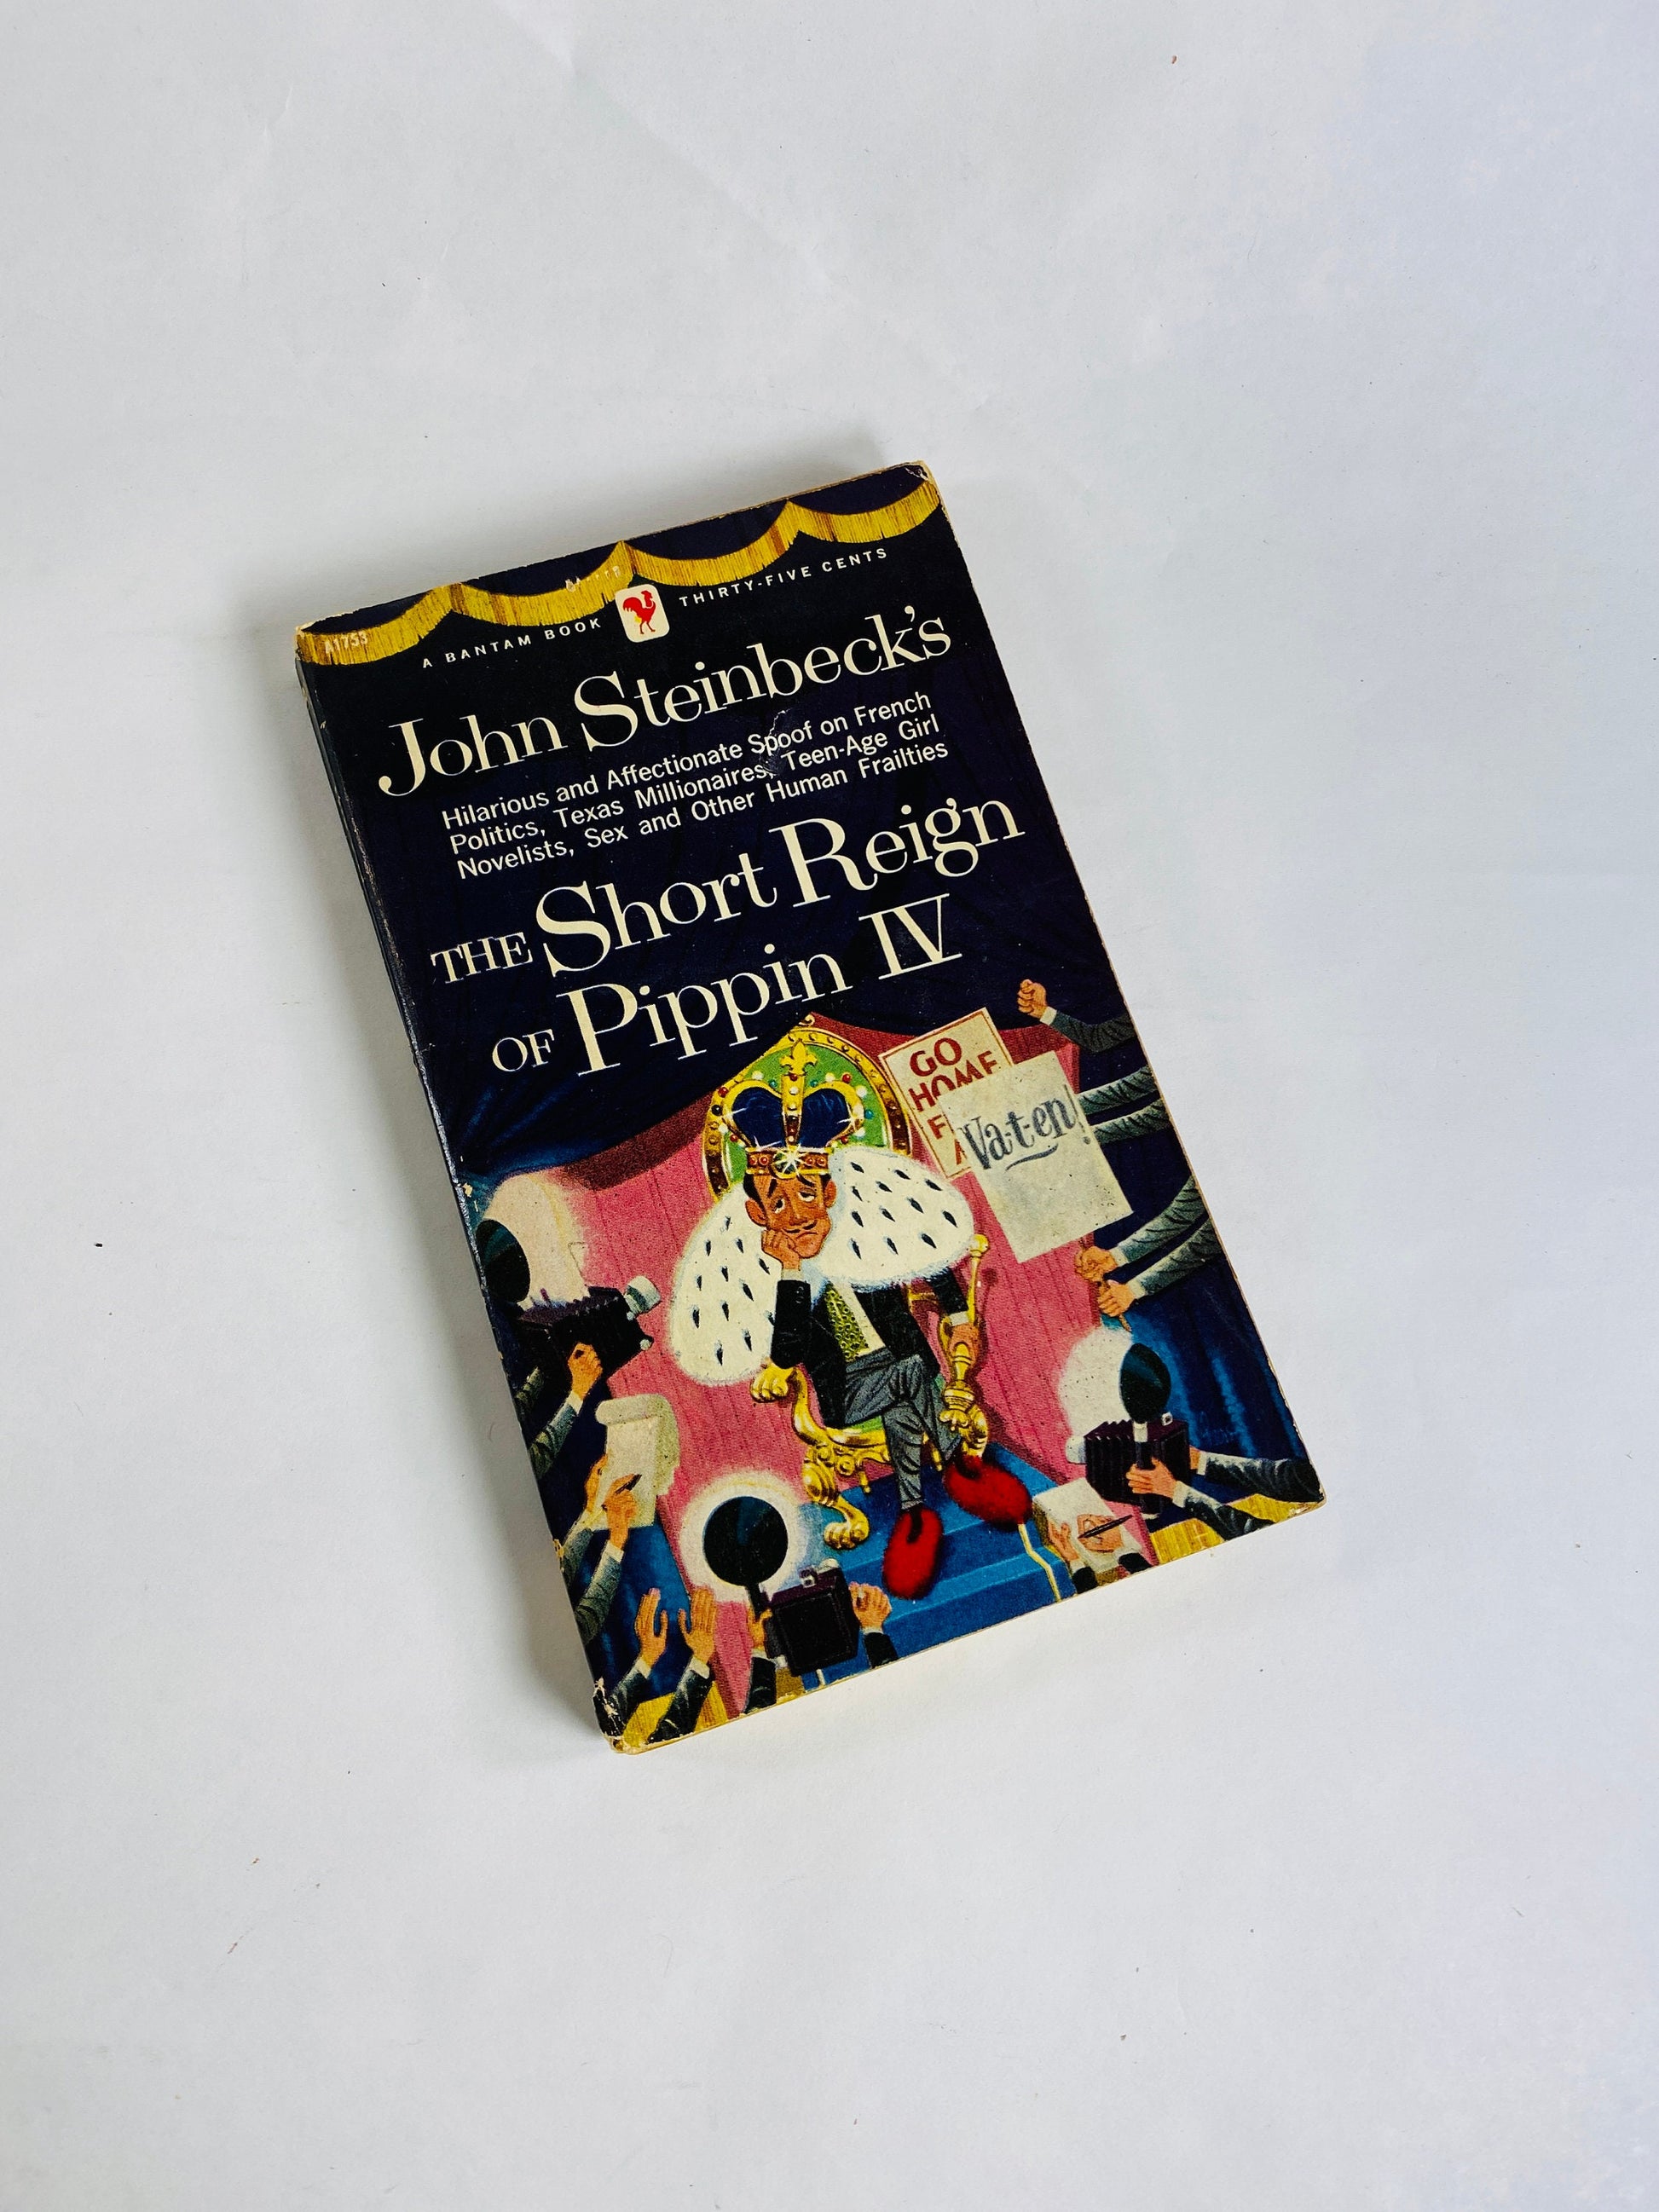 A1753
A BANTAM BOOK THIRTY-FIVE CENTS
John Steinbeck's
Hilarious and Affectionate Spoof on French
Politics, Texas Millionaires, Teen-Age Girl
Novelists, Sex and Other Human Frailties
THE Short Reign
OF Pippin IV
GO
HOME
Va-t-en!